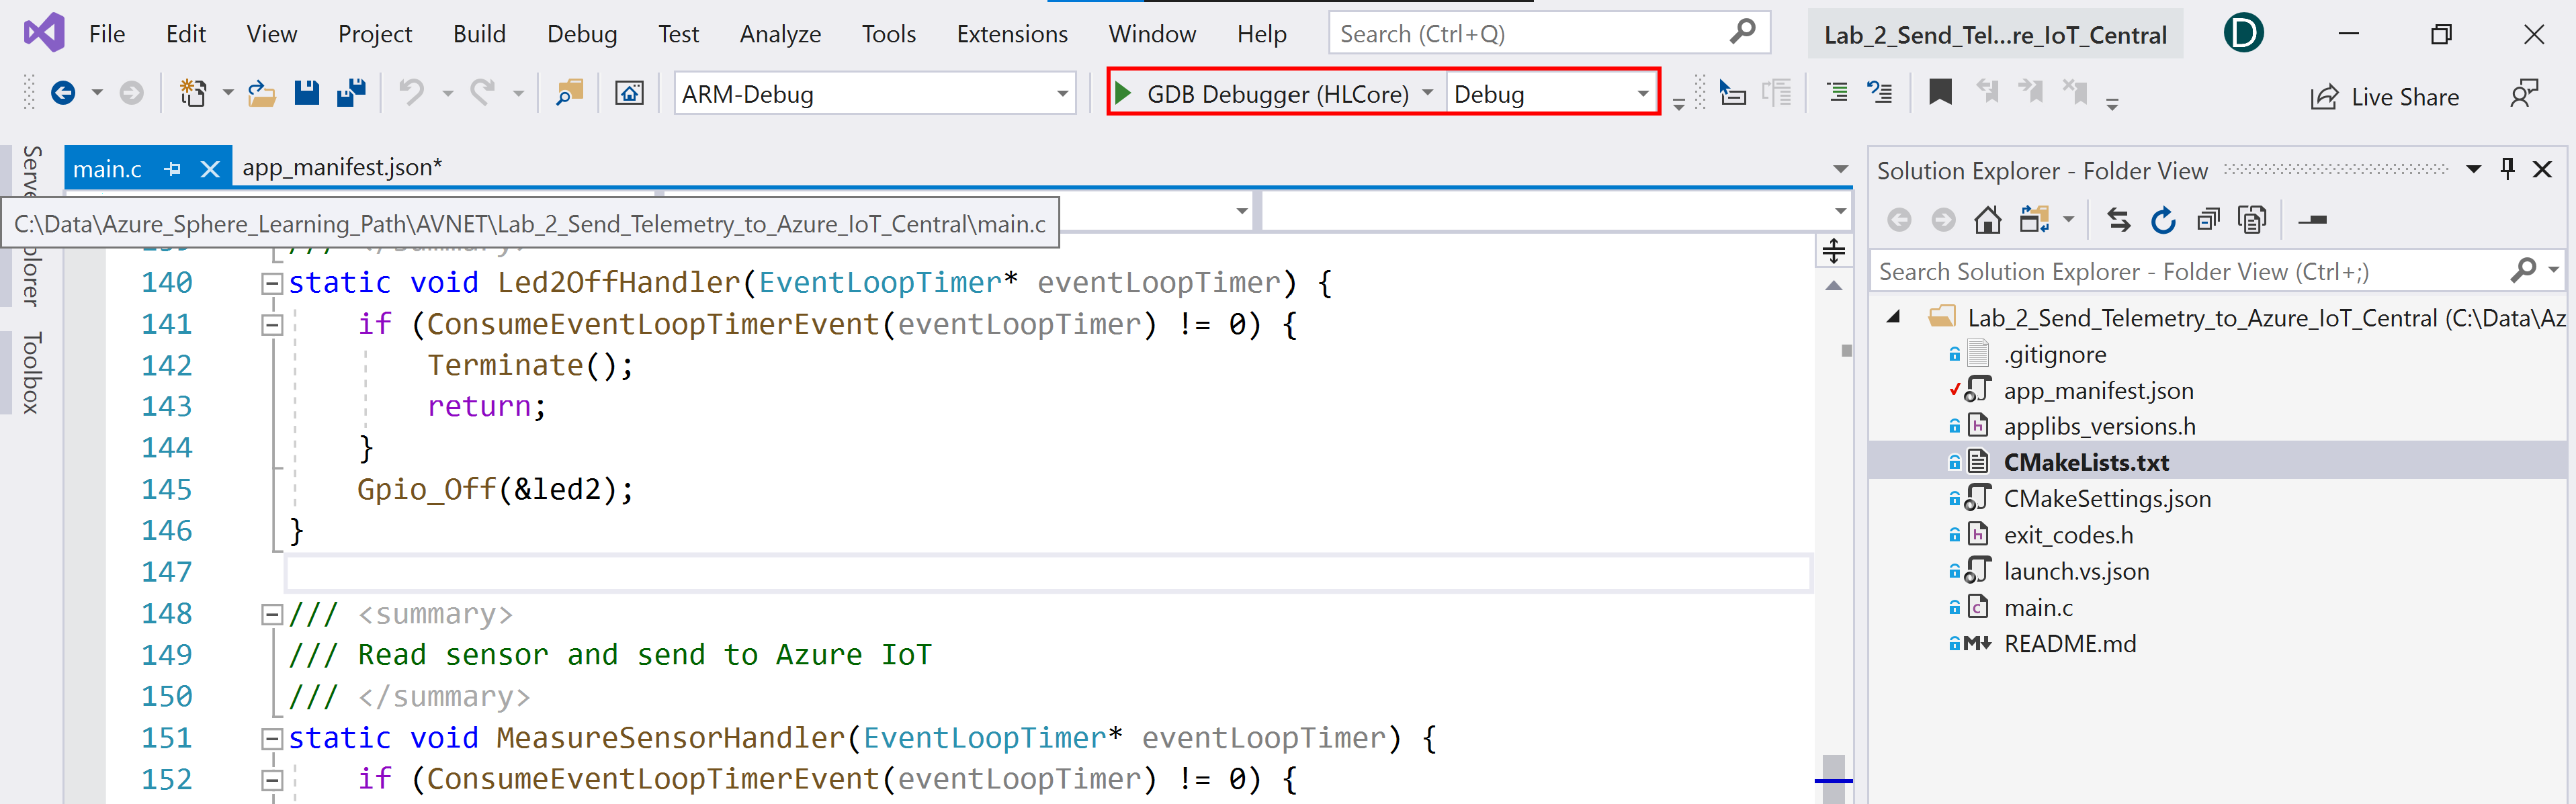 File Edit View Project Build Debug Test Analyze Tools Extensions Window Help Search (Ctrl+Q) Lab_2_Send_Tel...re_IoT_Central D
ARM-Debug GDB Debugger (HLCore) Debug Live Share
main.c app_manifest.json*
C:\Data\Azure_Sphere_Learning_Path\AVNET\Lab_2_Send_Telemetry_to_Azure_IoT_Central\main.c
Toolbox
140 static void Led2OffHandler(EventLoopTimer* eventLoopTimer) {
141 if (ConsumeEventLoopTimerEvent(eventLoopTimer) != 0) {
142 Terminate();
143 return;
144 }
145 Gpio_Off(&led2);
146 }
147
148 /// <summary>
149 /// Read sensor and send to Azure IoT
150 /// </summary>
151 static void MeasureSensorHandler(EventLoopTimer* eventLoopTimer) {
152 if (ConsumeEventLoopTimerEvent(eventLoopTimer) != 0) {
Solution Explorer - Folder View
Search Solution Explorer - Folder View (Ctrl+;)
Lab_2_Send_Telemetry_to_Azure_IoT_Central (C:\Data\Az
.gitignore
app_manifest.json
applibs_versions.h
CMakeLists.txt
CMakeSettings.json
exit_codes.h
launch.vs.json
main.c
README.md